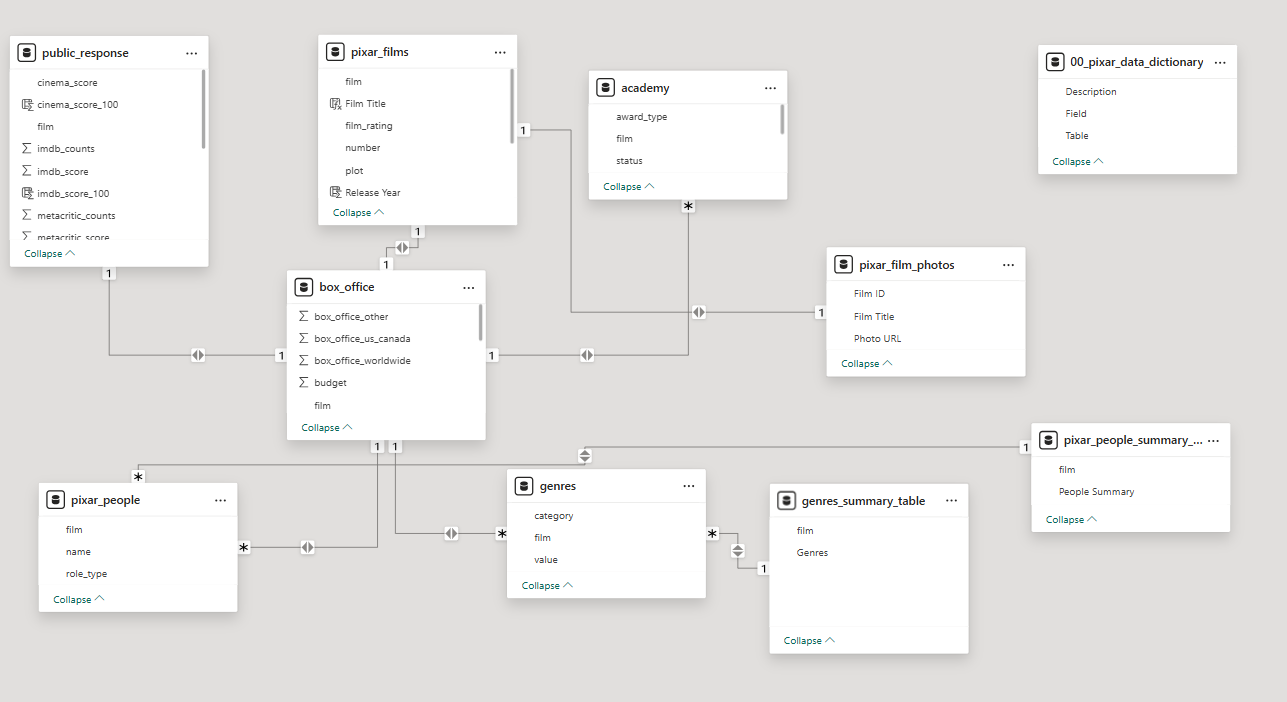 public_response
...
cinema_score
cinema_score_100
film
imdb_counts
imdb_score
imdb_score_100
metacritic_counts
metacritic_score
Collapse
1
pixar_films
...
film
Film Title
film_rating
number
plot
Release Year
Collapse
1
1
academy
...
award_type
film
status
Collapse
*
00_pixar_data_dictionary
...
Description
Field
Table
Collapse
1
box_office
...
box_office_other
box_office_us_canada
box_office_worldwide
budget
film
Collapse
1
1
1
1
pixar_film_photos
...
Film ID
Film Title
Photo URL
Collapse
1
pixar_people_summary_...
...
film
People Summary
Collapse
1
*
pixar_people
...
film
name
role_type
Collapse
*
genres
...
category
film
value
Collapse
*
*
genres_summary_table
...
film
Genres
Collapse
1